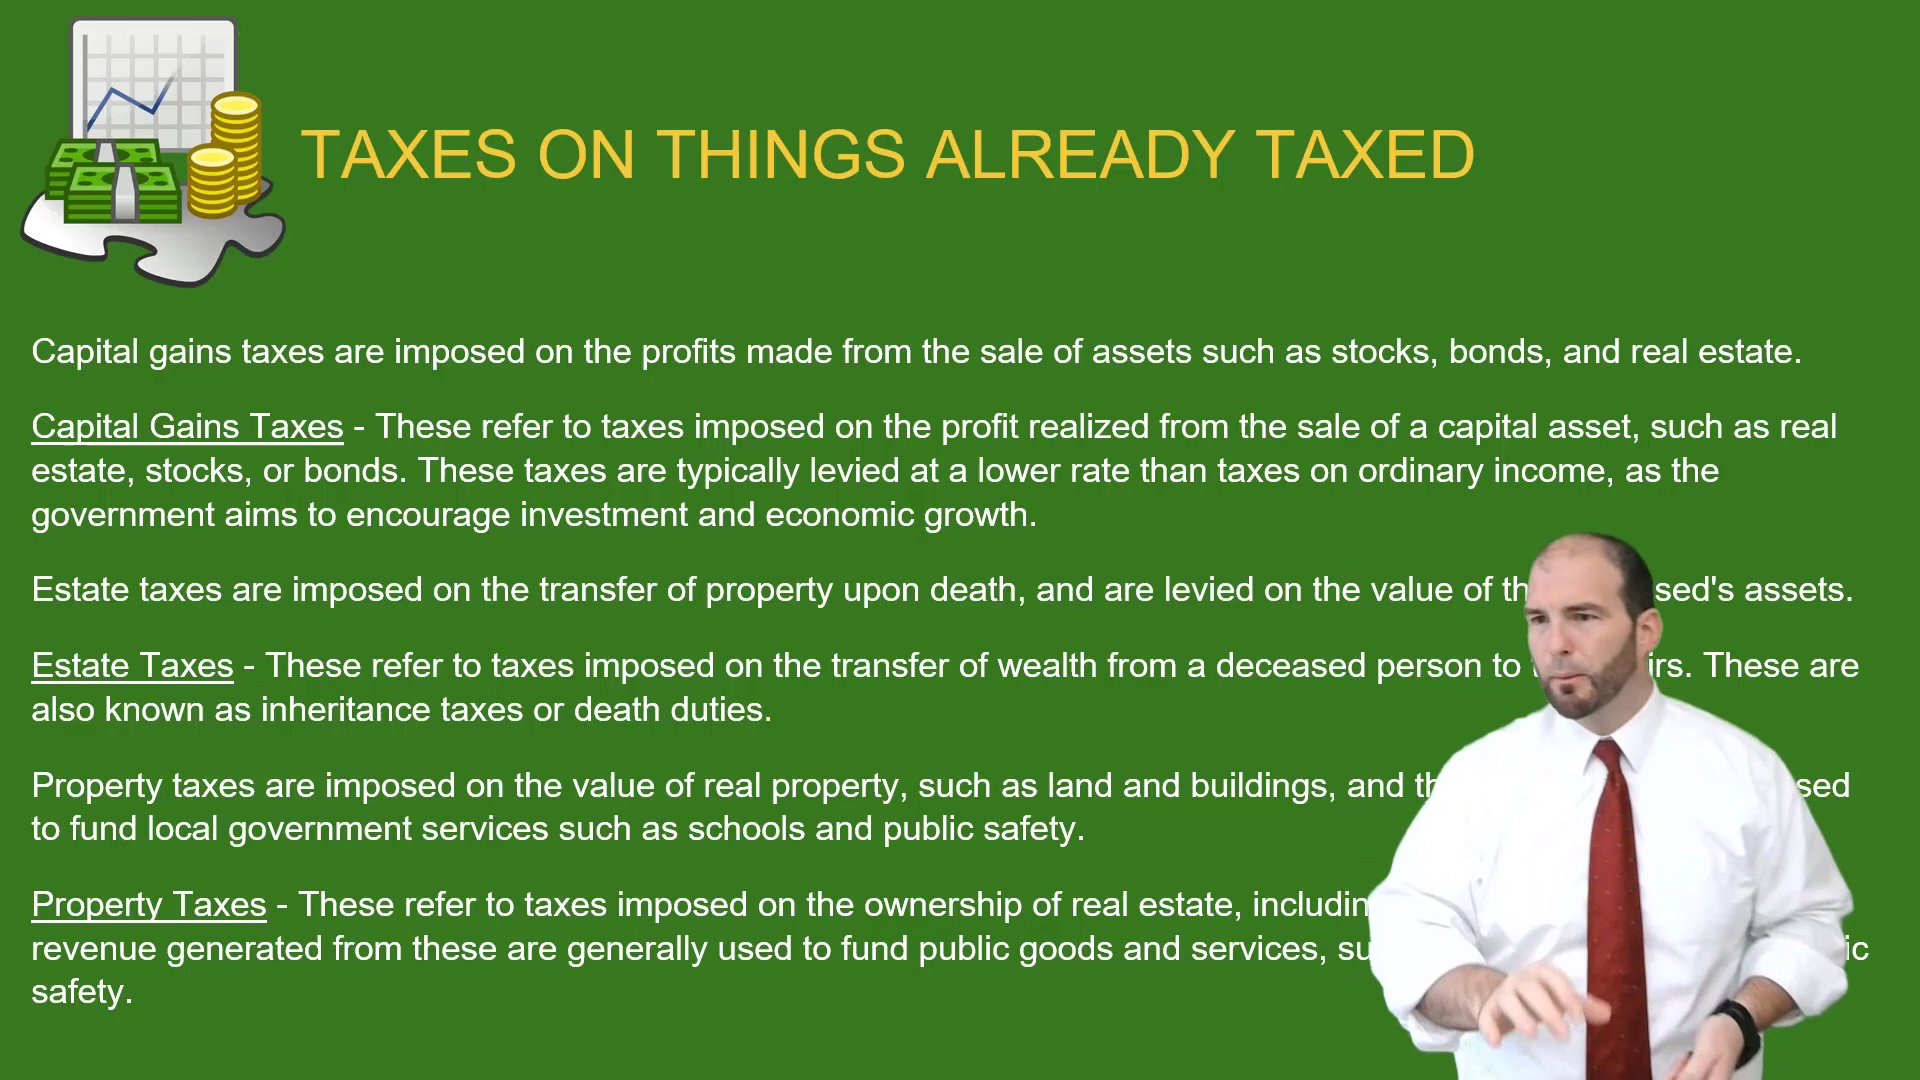 TAXES ON THINGS ALREADY TAXED
Capital gains taxes are imposed on the profits made from the sale of assets such as stocks, bonds, and real estate.
Capital Gains Taxes - These refer to taxes imposed on the profit realized from the sale of a capital asset, such as real
estate, stocks, or bonds. These taxes are typically levied at a lower rate than taxes on ordinary income, as the
government aims to encourage investment and economic growth.
Estate taxes are imposed on the transfer of property upon death, and are levied on the value of assets.
Estate Taxes - These refer to taxes imposed on the transfer of wealth from a deceased person to These are
also known as inheritance taxes or death duties.
Property taxes are imposed on the value of real property, such as land and buildings, and
to fund local government services such as schools and public safety.
Property Taxes - These refer to taxes imposed on the ownership of real estate,
revenue generated from these are generally used to fund public goods and services,
safety.